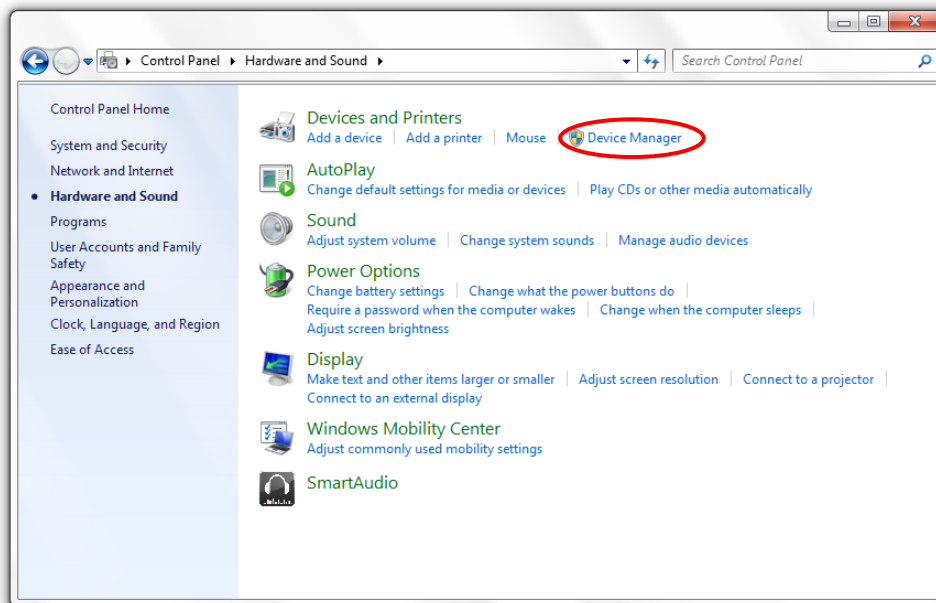 Control Panel Hardware and Sound Search Control Panel
Control Panel Home
System and Security
Network and Internet
Hardware and Sound
Programs
User Accounts and Family
Safety
Appearance and
Personalization
Clock, Language, and Region
Ease of Access
Devices and Printers
Add a device Add a printer Mouse Device Manager
AutoPlay
Change default settings for media or devices Play CDs or other media automatically
Sound
Adjust system volume Change system sounds Manage audio devices
Power Options
Change battery settings Change what the power buttons do
Require a password when the computer wakes Change when the computer sleeps
Adjust screen brightness
Display
Make text and other items larger or smaller Adjust screen resolution Connect to a projector
Connect to an external display
Windows Mobility Center
Adjust commonly used mobility settings
SmartAudio